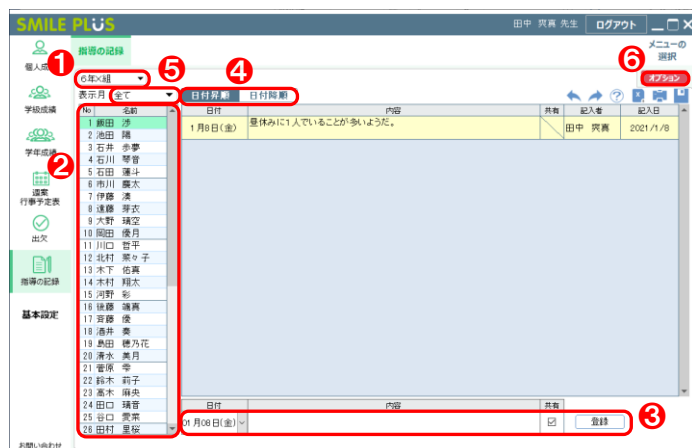 SMILE PLUS
田中 爽真 先生
ログアウト
個人成
学級成績
学年成績
週案
行事予定表
出欠
指導の記録
基本設定
お問い合わせ
指導の記録
メニューの
選択
❶
❺
❹
❻
6年×組
オプション
表示月 全て
日付昇順 日付降順
No 名前
❷
1 飯田 渉
2 池田 陽
3 石井 歩夢
4 石川 琴音
5 石田 蓮斗
6 市川 慶太
7 伊藤 湊
8 遠藤 芽衣
9 大野 晴空
10 岡田 優月
11 川口 哲平
12 北村 菜々子
13 木下 佑真
14 木村 翔太
15 河野 彩
16 後藤 颯真
17 斉藤 優
18 酒井 奏
19 島田 穂乃花
20 清水 美月
21 菅原 雫
22 鈴木 莉子
23 高木 麻央
24 田口 晴音
25 谷口 愛菜
26 田村 里桜
日付 内容 共有 記入者 記入日
1月8日(金) 昼休みに1人でいることが多いようだ。 田中 爽真 2021/1/8
❸
日付 内容 共有
01月08日(金) 登録